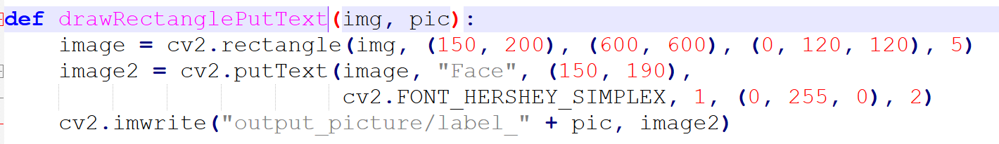 def drawRectanglePutText(img, pic):
    image = cv2.rectangle(img, (150, 200), (600, 600), (0, 120, 120), 5)
    image2 = cv2.putText(image, "Face", (150, 190),
                         cv2.FONT_HERSHEY_SIMPLEX, 1, (0, 255, 0), 2)
    cv2.imwrite("output_picture/label_" + pic, image2)